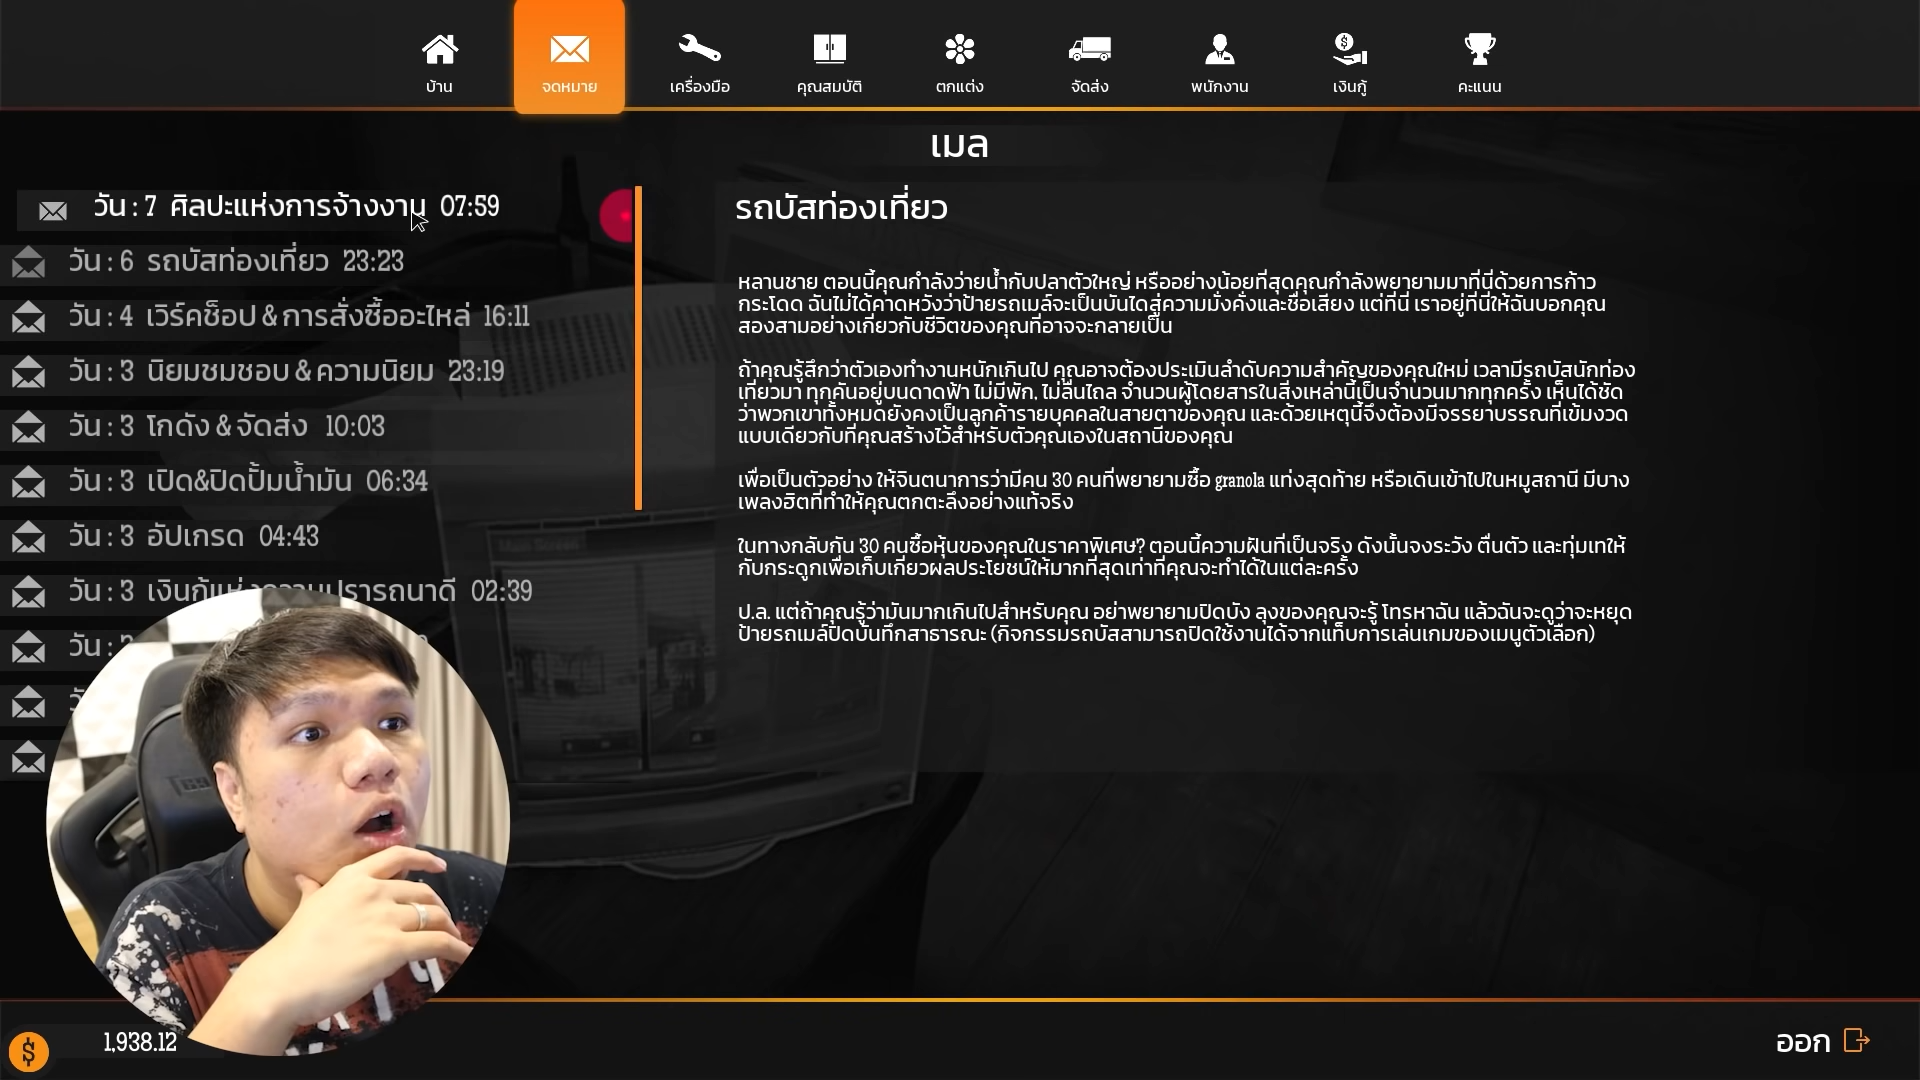 บ้าน
จดหมาย
เครื่องมือ
คุณสมบัติ
ตกแต่ง
จัดส่ง
พนักงาน
เงินกู้
คะแนน
เมล
วัน : 7 ศิลปะแห่งการจ้างงาน 07:59
วัน : 6 รถบัสท่องเที่ยว 23:23
วัน : 4 เวิร์คช็อป & การสั่งซื้ออะไหล่ 16:11
วัน : 3 นิยมชมชอบ & ความนิยม 23:19
วัน : 3 โกดัง & จัดส่ง 10:03
วัน : 3 เปิด&ปิดปั้มน้ำมัน 06:34
วัน : 3 อัปเกรด 04:43
วัน : 3 เงินกู้แห่งความปรารถนาดี 02:39
วัน :
รถบัสท่องเที่ยว
หลานชาย ตอนนี้คุณกำลังว่ายน้ำกับปลาตัวใหญ่ หรืออย่างน้อยที่สุดคุณกำลังพยายามมาที่นี่ด้วยการก้าว
กระโดด ฉันไม่ได้คาดหวังว่าป้ายรถเมล์จะเป็นบันไดสู่ความมั่งคั่งและชื่อเสียง แต่ที่นี่ เราอยู่ที่นี่ให้ฉันบอกคุณ
สองสามอย่างเกี่ยวกับชีวิตของคุณที่อาจจะกลายเป็น
ถ้าคุณรู้สึกว่าตัวเองทำงานหนักเกินไป คุณอาจต้องประเมินลำดับความสำคัญของคุณใหม่ เวลามีรถบัสนักท่อง
เที่ยวมา ทุกคันอยู่บนดาดฟ้า ไม่มีพัก, ไม่ลื่นไถล จำนวนผู้โดยสารในสิ่งเหล่านี้เป็นจำนวนมากทุกครั้ง เห็นได้ชัด
ว่าพวกเขาทั้งหมดยังคงเป็นลูกค้ารายบุคคลในสายตาของคุณ และด้วยเหตุนี้จึงต้องมีจรรยาบรรณที่เข้มงวด
แบบเดียวกับที่คุณสร้างไว้สำหรับตัวคุณเองในสถานีของคุณ
เพื่อเป็นตัวอย่าง ให้จินตนาการว่ามีคน 30 คนที่พยายามซื้อ granola แท่งสุดท้าย หรือเดินเข้าไปในหมูสถานี มีบาง
เพลงฮิตที่ทำให้คุณตกตะลึงอย่างแท้จริง
ในทางกลับกัน 30 คนซื้อหุ้นของคุณในราคาพิเศษ? ตอนนี้ความฝันที่เป็นจริง ดังนั้นจงระวัง ตื่นตัว และทุ่มเทให้
กับกระดูกเพื่อเก็บเกี่ยวผลประโยชน์ให้มากที่สุดเท่าที่คุณจะทำได้ในแต่ละครั้ง
ป.ล. แต่ถ้าคุณรู้ว่ามันมากเกินไปสำหรับคุณ อย่าพยายามปิดบัง ลุงของคุณจะรู้ โทรหาฉัน แล้วฉันจะดูว่าจะหยุด
ป้ายรถเมล์ปิดบันทึกสาธารณะ (กิจกรรมรถบัสสามารถปิดใช้งานได้จากแท็บการเล่นเกมของเมนูตัวเลือก)
1,938.12
ออก